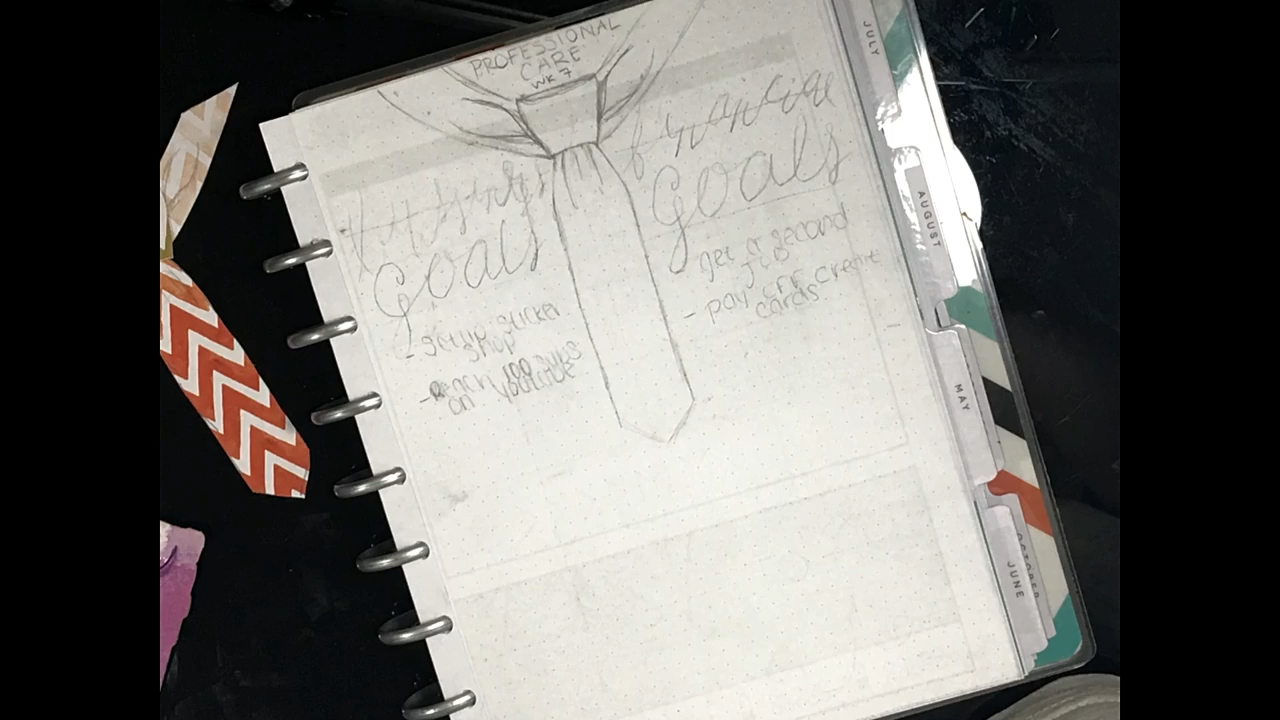 PROFESSIONAL
CARE
WK 7
Goals
- Setup sticker
shop
- Reach 100 subs
on youtube
financial
Goals
- get a second
job
- pay off credit
cards
JULY
AUGUST
MAY
OCTOBER
JUNE